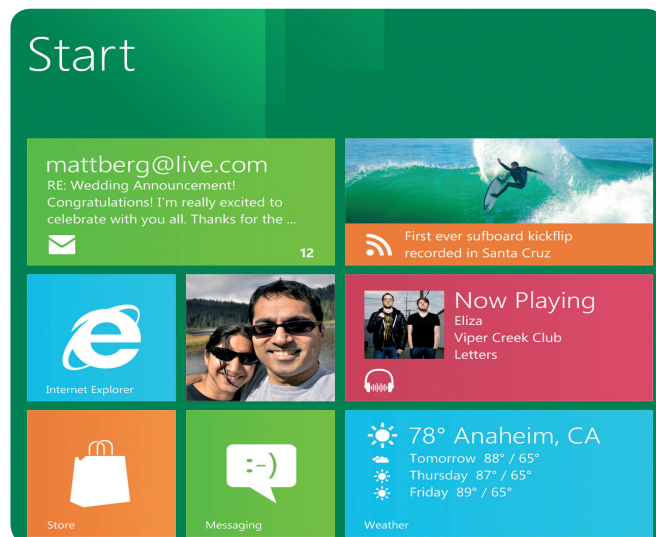 Start
mattberg@live.com
RE: Wedding Announcement!
Congratulations! I'm really excited to
celebrate with you all. Thanks for the ...
12
First ever sufboard kickflip
recorded in Santa Cruz
Internet Explorer
Now Playing
Eliza
Viper Creek Club
Letters
Store
:-)
Messaging
78° Anaheim, CA
Tomorrow 88° / 65°
Thursday 87° / 65°
Friday 89° / 65°
Weather